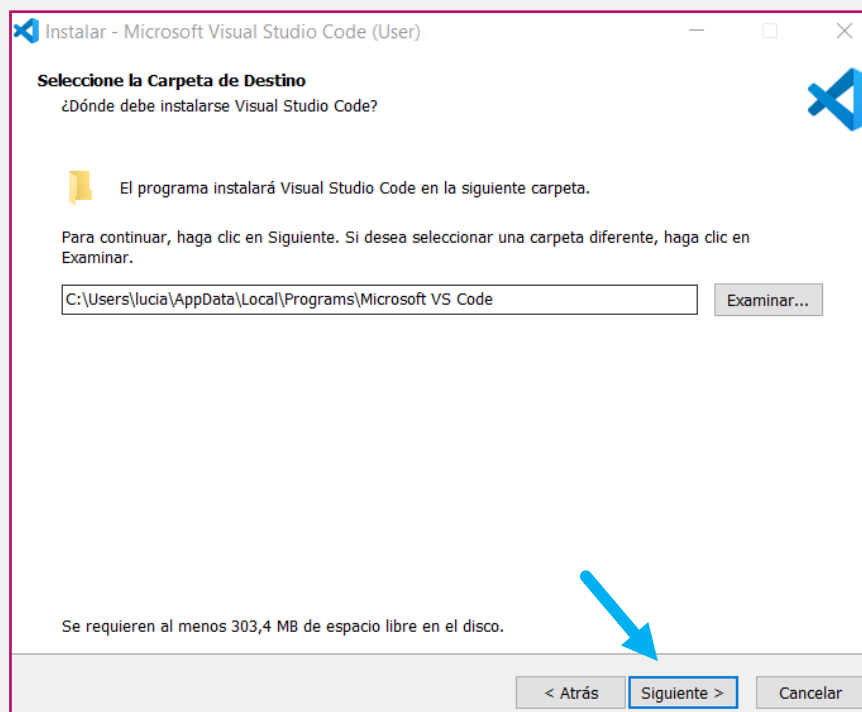 Instalar - Microsoft Visual Studio Code (User)
Seleccione la Carpeta de Destino
¿Dónde debe instalarse Visual Studio Code?
El programa instalará Visual Studio Code en la siguiente carpeta.
Para continuar, haga clic en Siguiente. Si desea seleccionar una carpeta diferente, haga clic en
Examinar.
C:\Users\lucia\AppData\Local\Programs\Microsoft VS Code
Examinar...
Se requieren al menos 303,4 MB de espacio libre en el disco.
< Atrás
Siguiente >
Cancelar